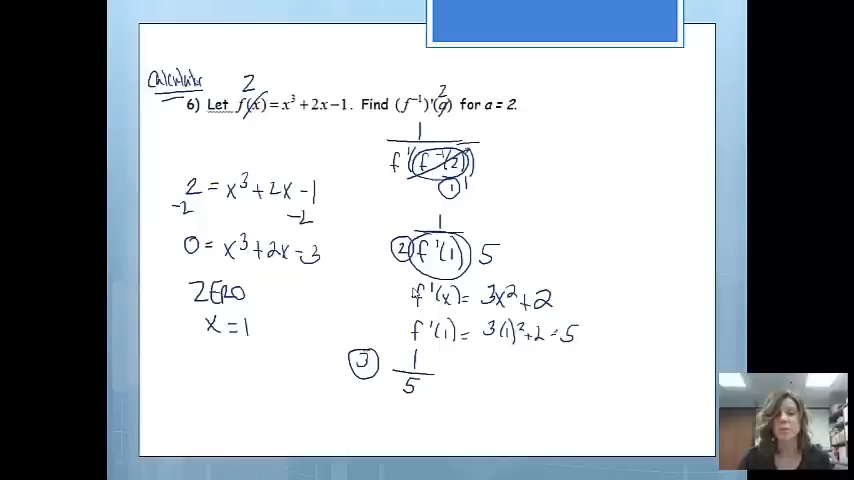 Calculator
2
2
6) Let f(x) = x³ + 2x − 1. Find (f⁻¹)'(a) for a = 2.
1
f'(f⁻¹(2))
1
1
2 = x³ + 2x − 1
-2
-2
1
0 = x³ + 2x − 3
2 f'(1) 5
ZERO
f'(x) = 3x² + 2
x = 1
f'(1) = 3(1)² + 2 = 5
3
1
5